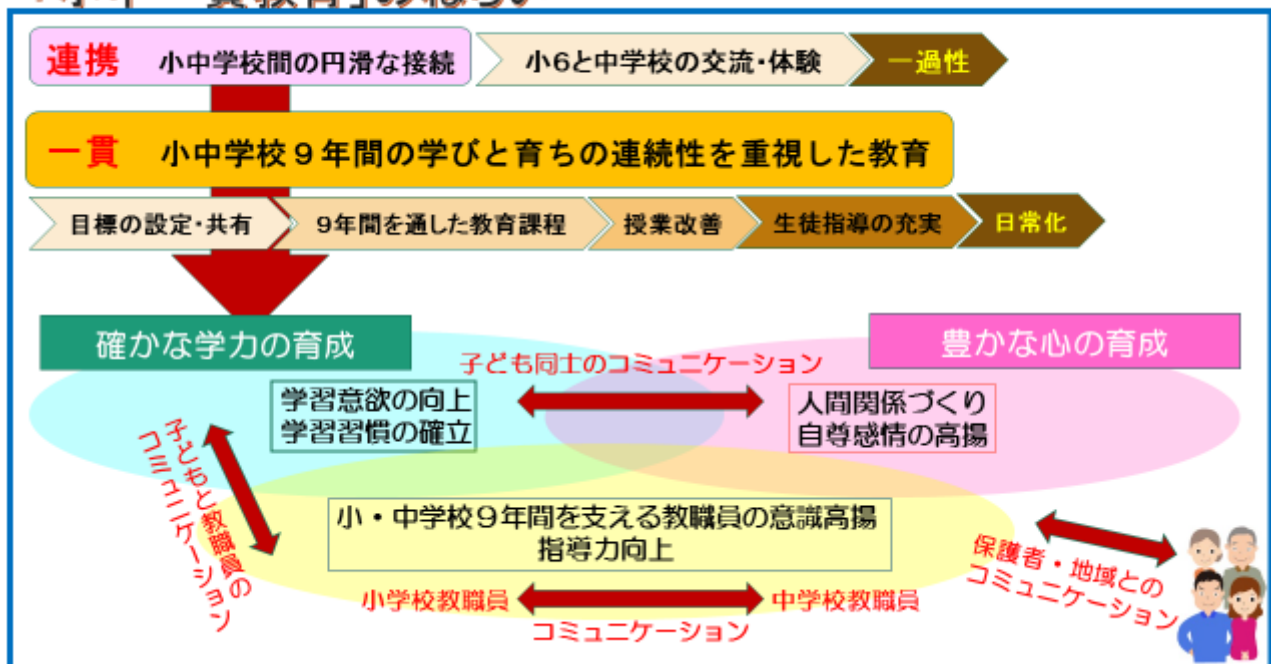 一貫教育」のねらい
連携 小中学校間の円滑な接続
小6と中学校の交流・体験
一過性
一貫 小中学校9年間の学びと育ちの連続性を重視した教育
目標の設定・共有
9年間を通した教育課程
授業改善
生徒指導の充実
日常化
確かな学力の育成
豊かな心の育成
子ども同士のコミュニケーション
学習意欲の向上
学習習慣の確立
人間関係づくり
自尊感情の高揚
子どもと教職員の
コミュニケーション
小・中学校9年間を支える教職員の意識高揚
指導力向上
小学校教職員
中学校教職員
コミュニケーション
保護者・地域との
コミュニケーション